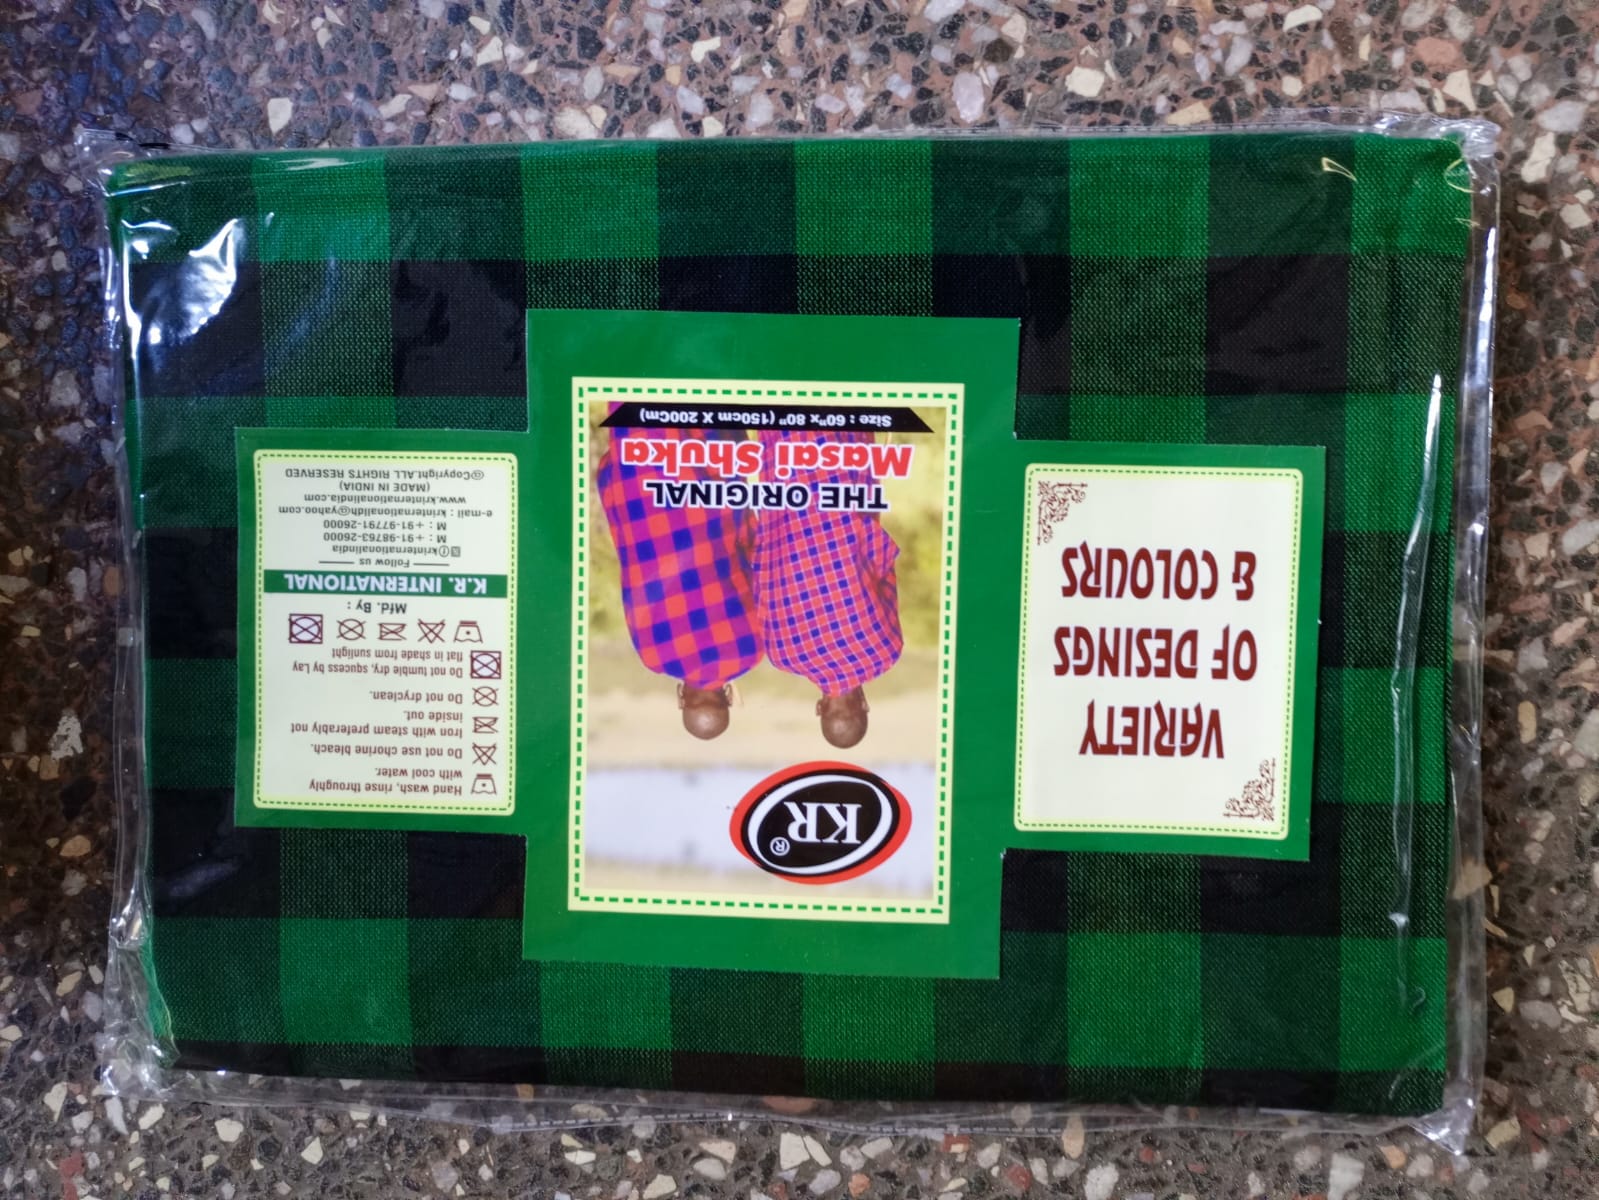 VARIETY
OF DESINGS
& COLOURS
KR®
THE ORIGINAL
Masai Shuka
Size : 60"x 80" (150cm X 200Cm)
Hand wash, rinse throughly
with cool water.
Do not use chorine bleach.
Iron with steam preferably not
inside out.
Do not dryclean.
Do not tumble dry, squcess by Lay
flat in shade from sunlight
Mfd. By :
K.R. INTERNATIONAL
Follow us
krinternationalindia
M : +91-98763-26000
M : +91-97791-26000
e-mail : krinternationaldh@yahoo.com
www.krinternationalindia.com
(MADE IN INDIA)
@Copyright.ALL RIGHTS RESERVED